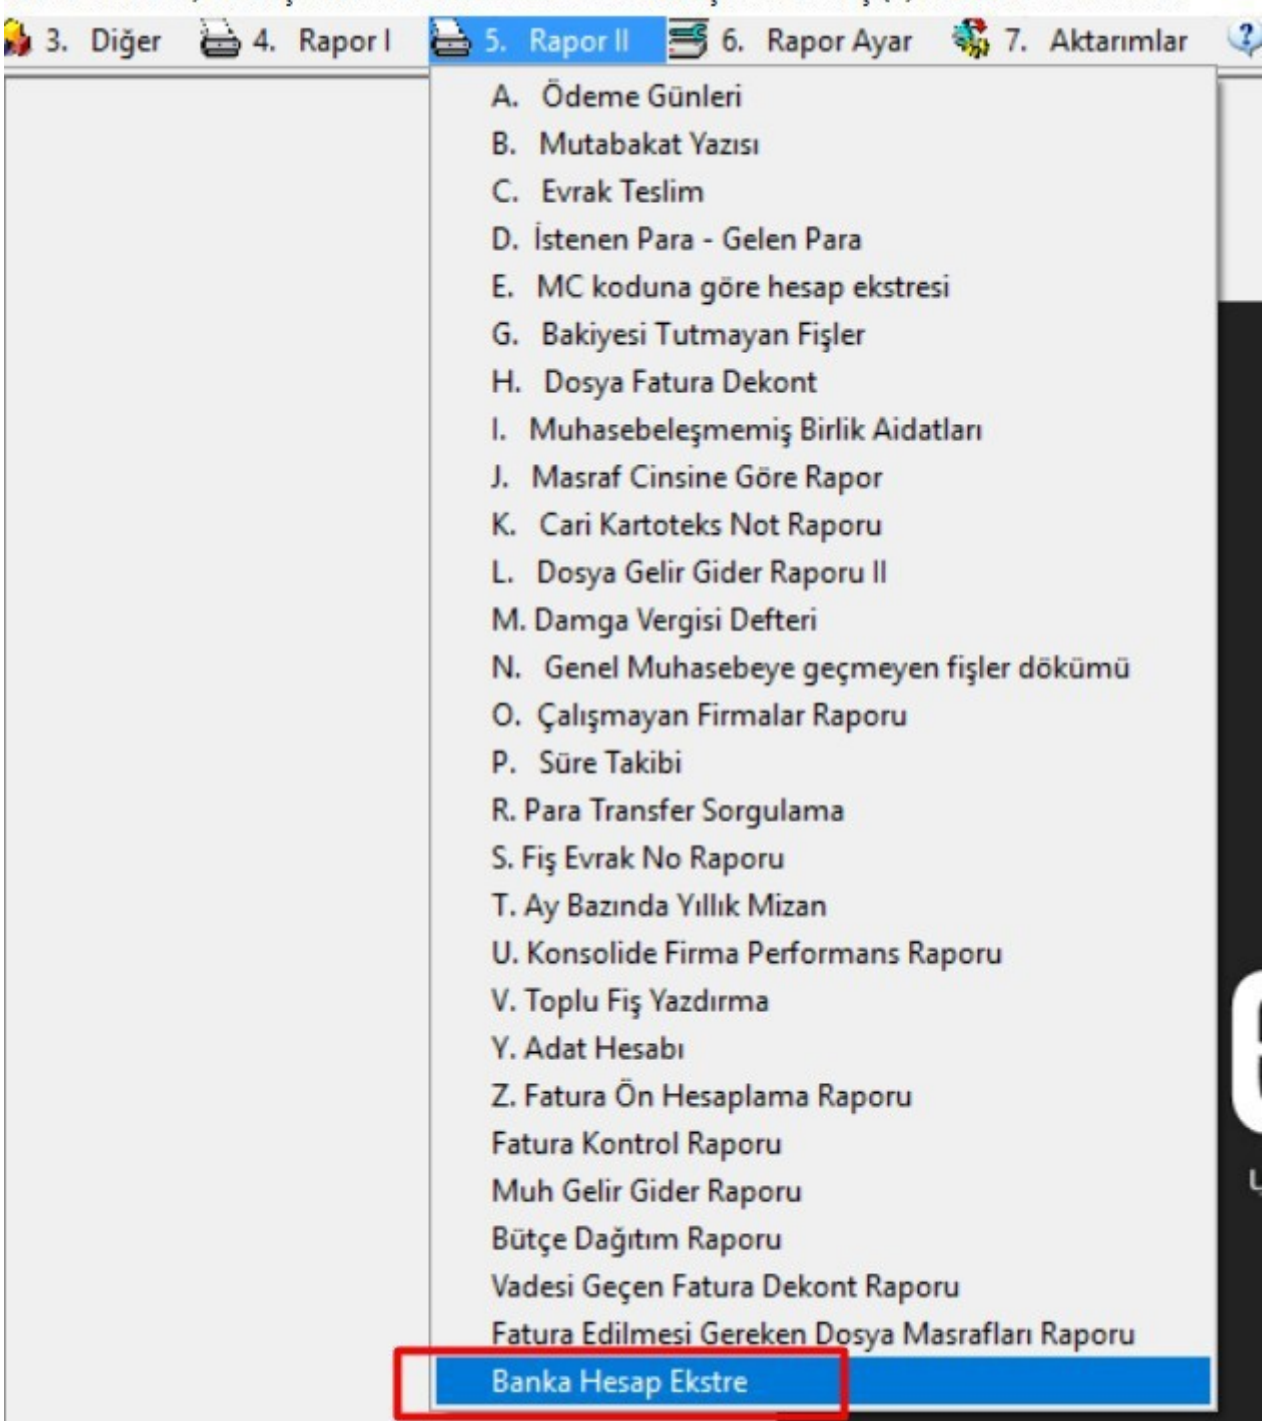 3. Diğer 4. Rapor I 5. Rapor II 6. Rapor Ayar 7. Aktarımlar
A. Ödeme Günleri
B. Mutabakat Yazısı
C. Evrak Teslim
D. İstenen Para - Gelen Para
E. MC koduna göre hesap ekstresi
G. Bakiyesi Tutmayan Fişler
H. Dosya Fatura Dekont
I. Muhasebeleşmemiş Birlik Aidatları
J. Masraf Cinsine Göre Rapor
K. Cari Kartoteks Not Raporu
L. Dosya Gelir Gider Raporu II
M. Damga Vergisi Defteri
N. Genel Muhasebeye geçmeyen fişler dökümü
O. Çalışmayan Firmalar Raporu
P. Süre Takibi
R. Para Transfer Sorgulama
S. Fiş Evrak No Raporu
T. Ay Bazında Yıllık Mizan
U. Konsolide Firma Performans Raporu
V. Toplu Fiş Yazdırma
Y. Adat Hesabı
Z. Fatura Ön Hesaplama Raporu
Fatura Kontrol Raporu
Muh Gelir Gider Raporu
Bütçe Dağıtım Raporu
Vadesi Geçen Fatura Dekont Raporu
Fatura Edilmesi Gereken Dosya Masrafları Raporu
Banka Hesap Ekstre